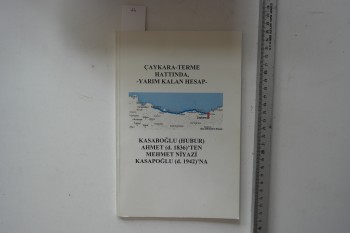 ÇAYKARA-TERME
HATTINDA,
-YARIM KALAN HESAP-
KASABOĞLU (HUBUR)
AHMET (d. 1836)'TEN
MEHMET NİYAZİ
KASAPOĞLU (d. 1942)'NA